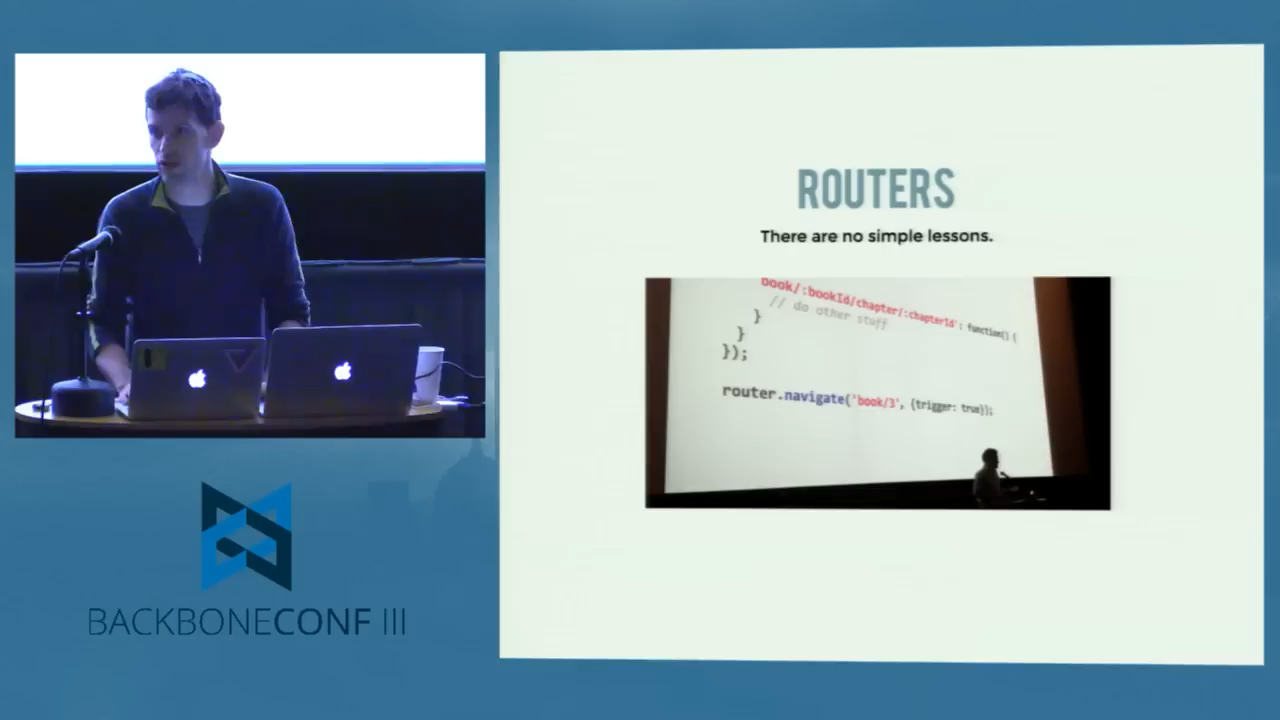 ROUTERS
There are no simple lessons.
book/:bookId/chapter/:chapterId': function() {
// do other stuff
}
}
});
router.navigate('book/3', {trigger: true});
BACKBONECONF III